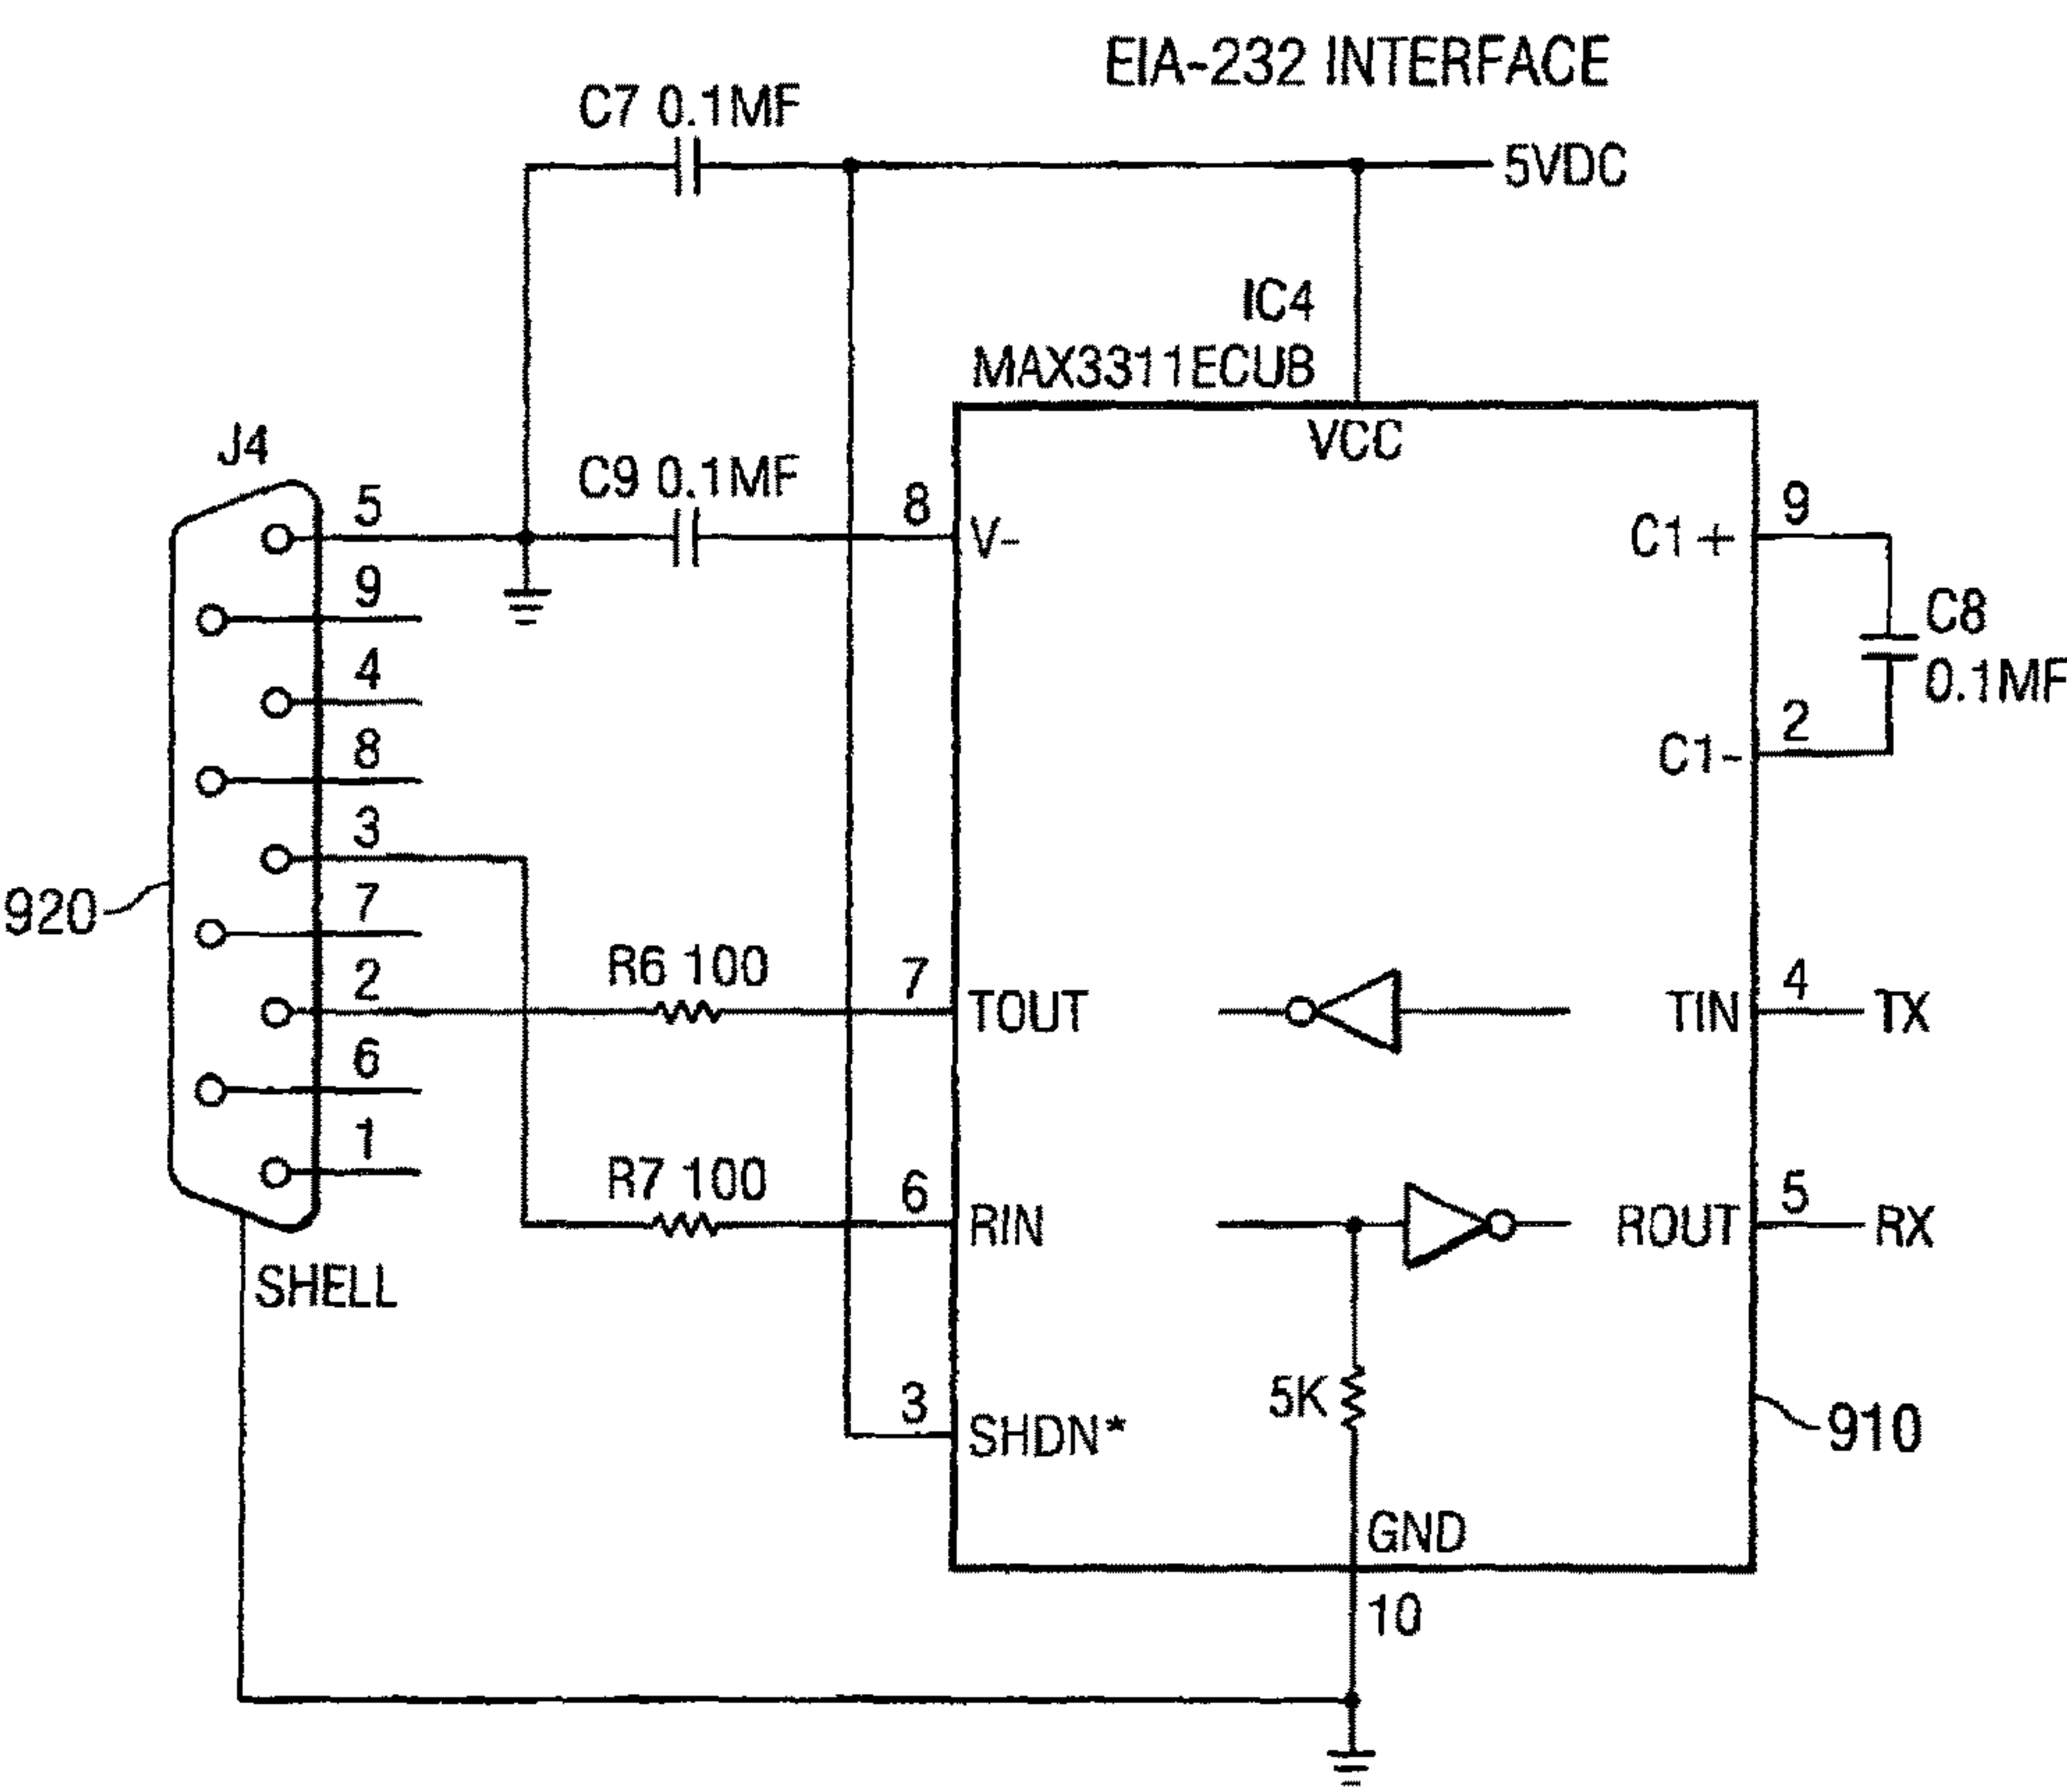 EIA-232 INTERFACE
C7 0.1MF
5VDC
IC4
MAX3311ECUB
VCC
J4
C9 0.1MF
5
8
V-
C1+
9
9
C8
0.1MF
4
C1-
2
8
3
920
7
R6 100
7
TOUT
TIN
4
TX
2
6
1
R7 100
6
RIN
ROUT
5
RX
SHELL
5K
3
SHDN*
910
GND
10